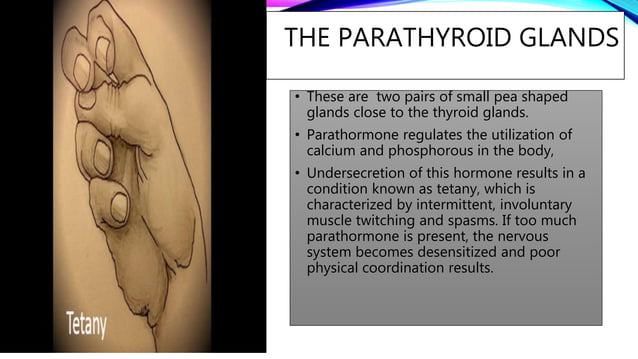 THE PARATHYROID GLANDS
• These are two pairs of small pea shaped
glands close to the thyroid glands.
• Parathormone regulates the utilization of
calcium and phosphorous in the body,
• Undersecretion of this hormone results in a
condition known as tetany, which is
characterized by intermittent, involuntary
muscle twitching and spasms. If too much
parathormone is present, the nervous
system becomes desensitized and poor
physical coordination results.
Tetany